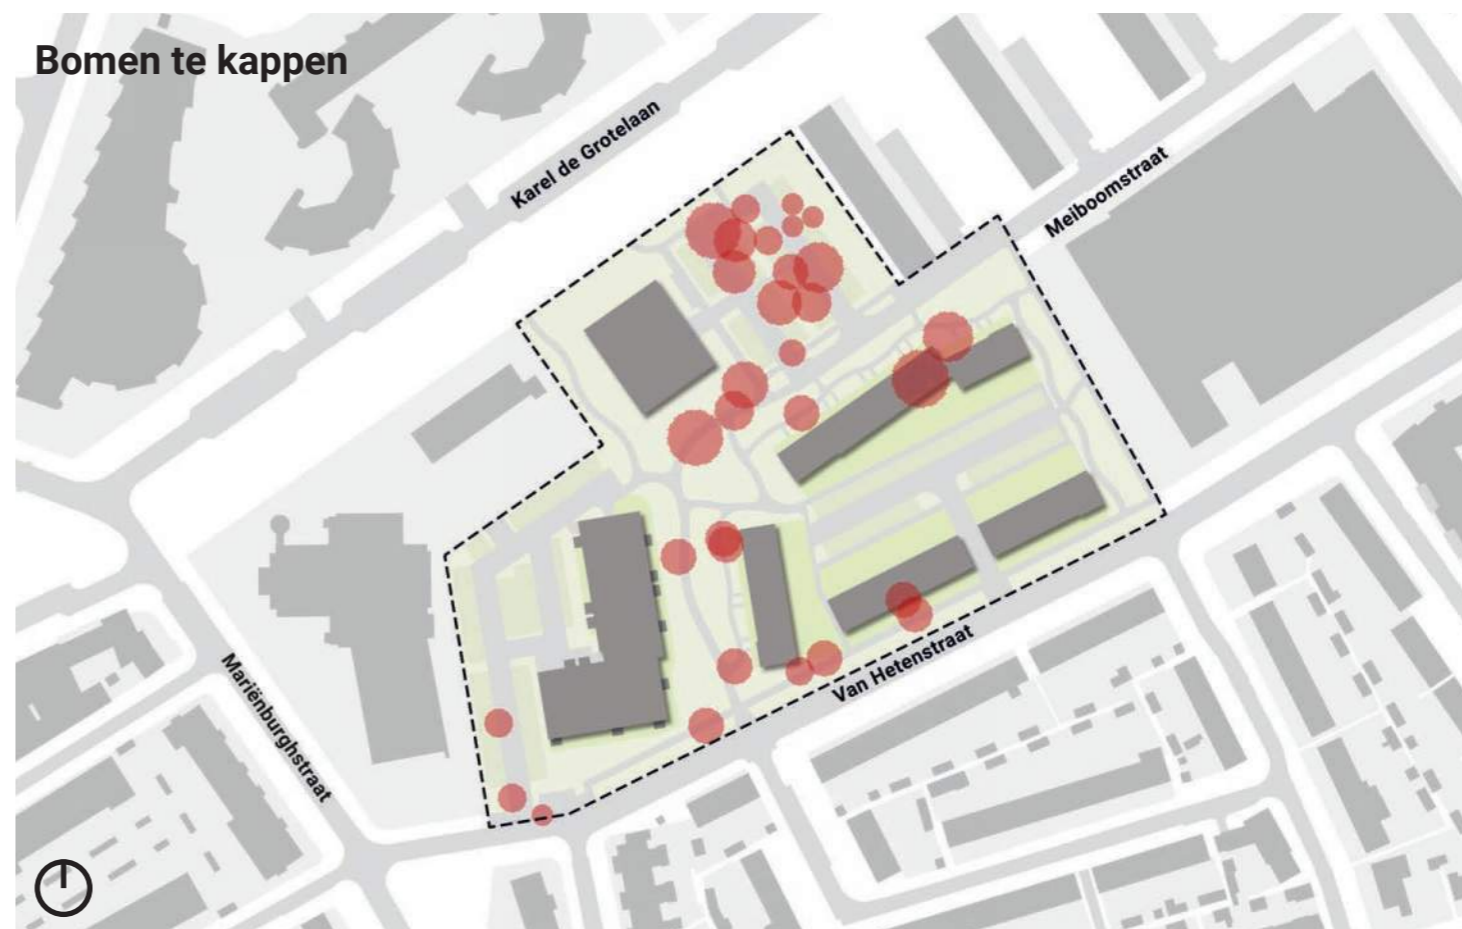 Bomen te kappen
Karel de Grotelaan
Meiboomstraat
Van Hetenstraat
Mariënburghstraat